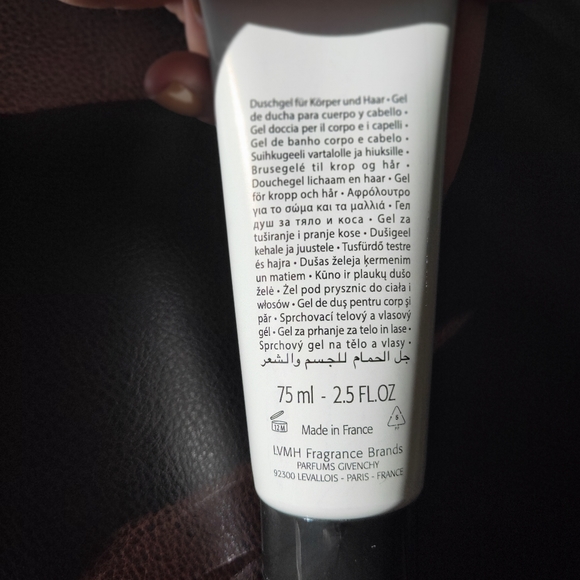 Duschgel für Körper und Haar • Gel
de ducha para cuerpo y cabello •
Gel doccia per il corpo e i capelli •
Gel de banho corpo e cabelo •
Suihkugeeli vartalolle ja hiuksille •
Brusegelé til krop og hår •
Douchegel lichaam en haar • Gel
för kropp och hår • Αφρόλουτρο
για το σώμα και τα μαλλιά • Гел
душ за тяло и коса • Gel za
tuširanje i pranje kose • Dušigeel
kehale ja juustele • Tusfürdő testre
és hajra • Dušas želeja ķermenim
un matiem • Kūno ir plaukų dušo
želė • Żel pod prysznic do ciała i
włosów • Gel de duş pentru corp şi
păr • Sprchovací telový a vlasový
gél • Gel za prhanje za telo in lase •
Sprchový gel na tělo a vlasy •
جل الحمام للجسم والشعر
75 ml - 2.5 FL.OZ
12 M
Made in France
5
LVMH Fragrance Brands
PARFUMS GIVENCHY
92300 LEVALLOIS - PARIS - FRANCE